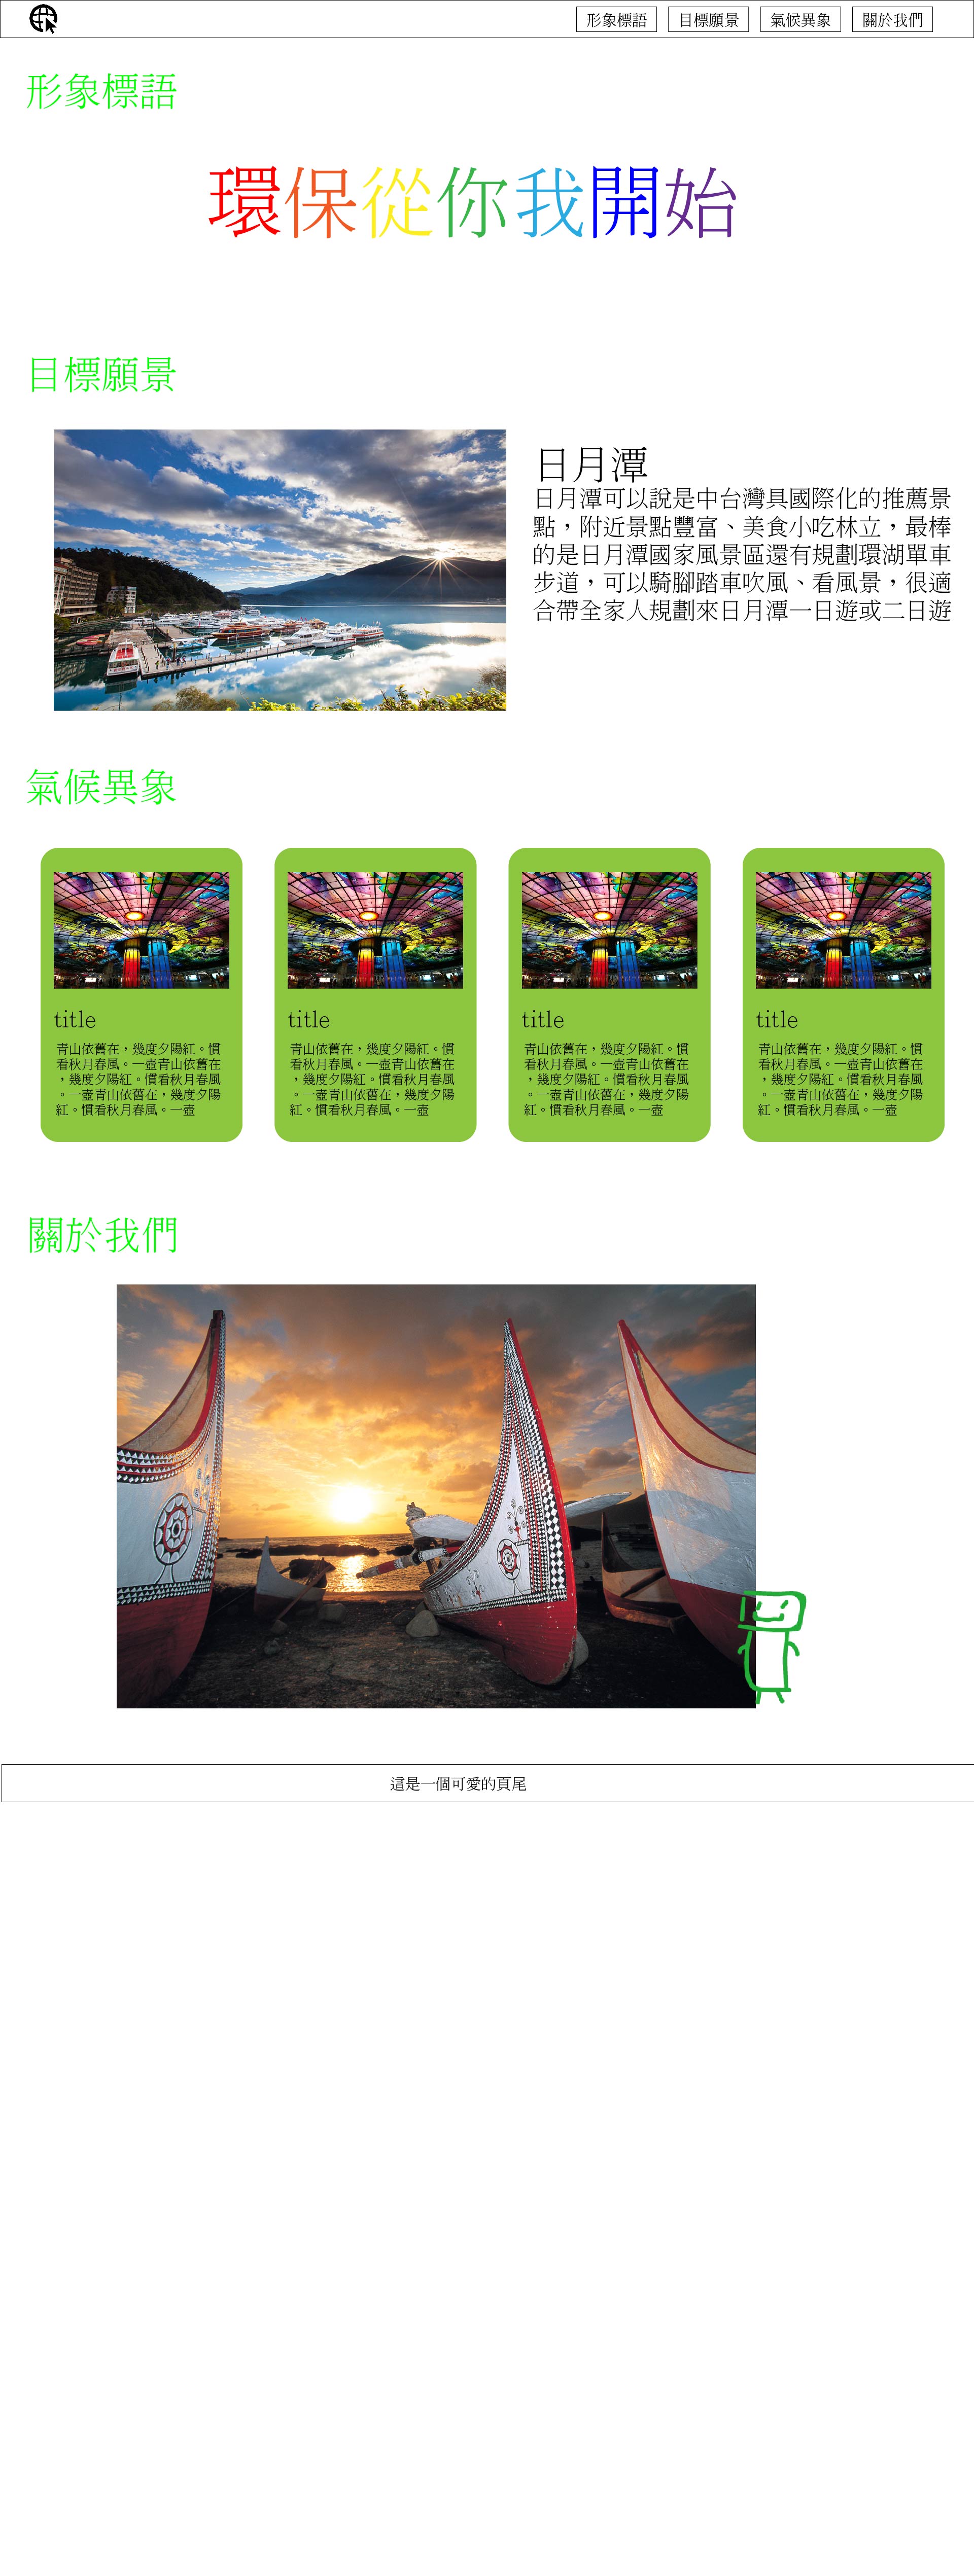 形象標語 目標願景 氣候異象 關於我們
形象標語
環保從你我開始
目標願景
日月潭
日月潭可以說是中台灣具國際化的推薦景
點，附近景點豐富、美食小吃林立，最棒
的是日月潭國家風景區還有規劃環湖單車
步道，可以騎腳踏車吹風、看風景，很適
合帶全家人規劃來日月潭一日遊或二日遊
氣候異象
title
青山依舊在，幾度夕陽紅。慣
看秋月春風。一壺青山依舊在
，幾度夕陽紅。慣看秋月春風
。一壺青山依舊在，幾度夕陽
紅。慣看秋月春風。一壺
title
青山依舊在，幾度夕陽紅。慣
看秋月春風。一壺青山依舊在
，幾度夕陽紅。慣看秋月春風
。一壺青山依舊在，幾度夕陽
紅。慣看秋月春風。一壺
title
青山依舊在，幾度夕陽紅。慣
看秋月春風。一壺青山依舊在
，幾度夕陽紅。慣看秋月春風
。一壺青山依舊在，幾度夕陽
紅。慣看秋月春風。一壺
title
青山依舊在，幾度夕陽紅。慣
看秋月春風。一壺青山依舊在
，幾度夕陽紅。慣看秋月春風
。一壺青山依舊在，幾度夕陽
紅。慣看秋月春風。一壺
關於我們
這是一個可愛的頁尾